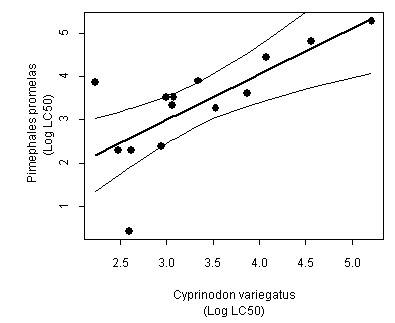 Pimephales promelas
(Log LC50)
5
4
3
2
1
2.5 3.0 3.5 4.0 4.5 5.0
Cyprinodon variegatus
(Log LC50)